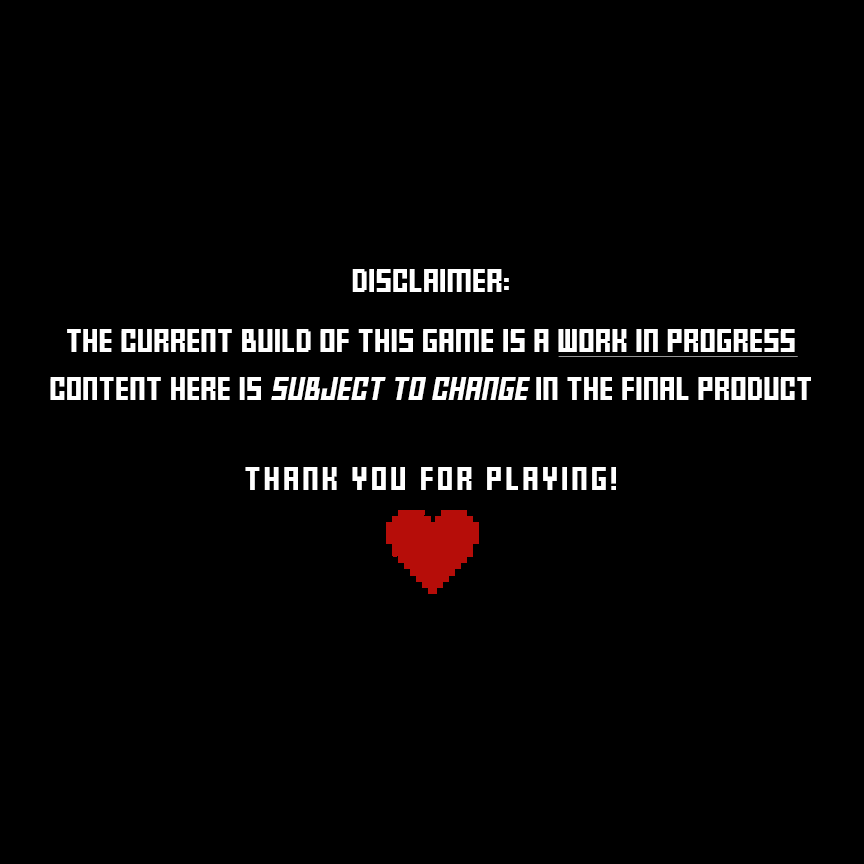 DISCLAIMER:
THE CURRENT BUILD OF THIS GAME IS A WORK IN PROGRESS
CONTENT HERE IS SUBJECT TO CHANGE IN THE FINAL PRODUCT
THANK YOU FOR PLAYING!